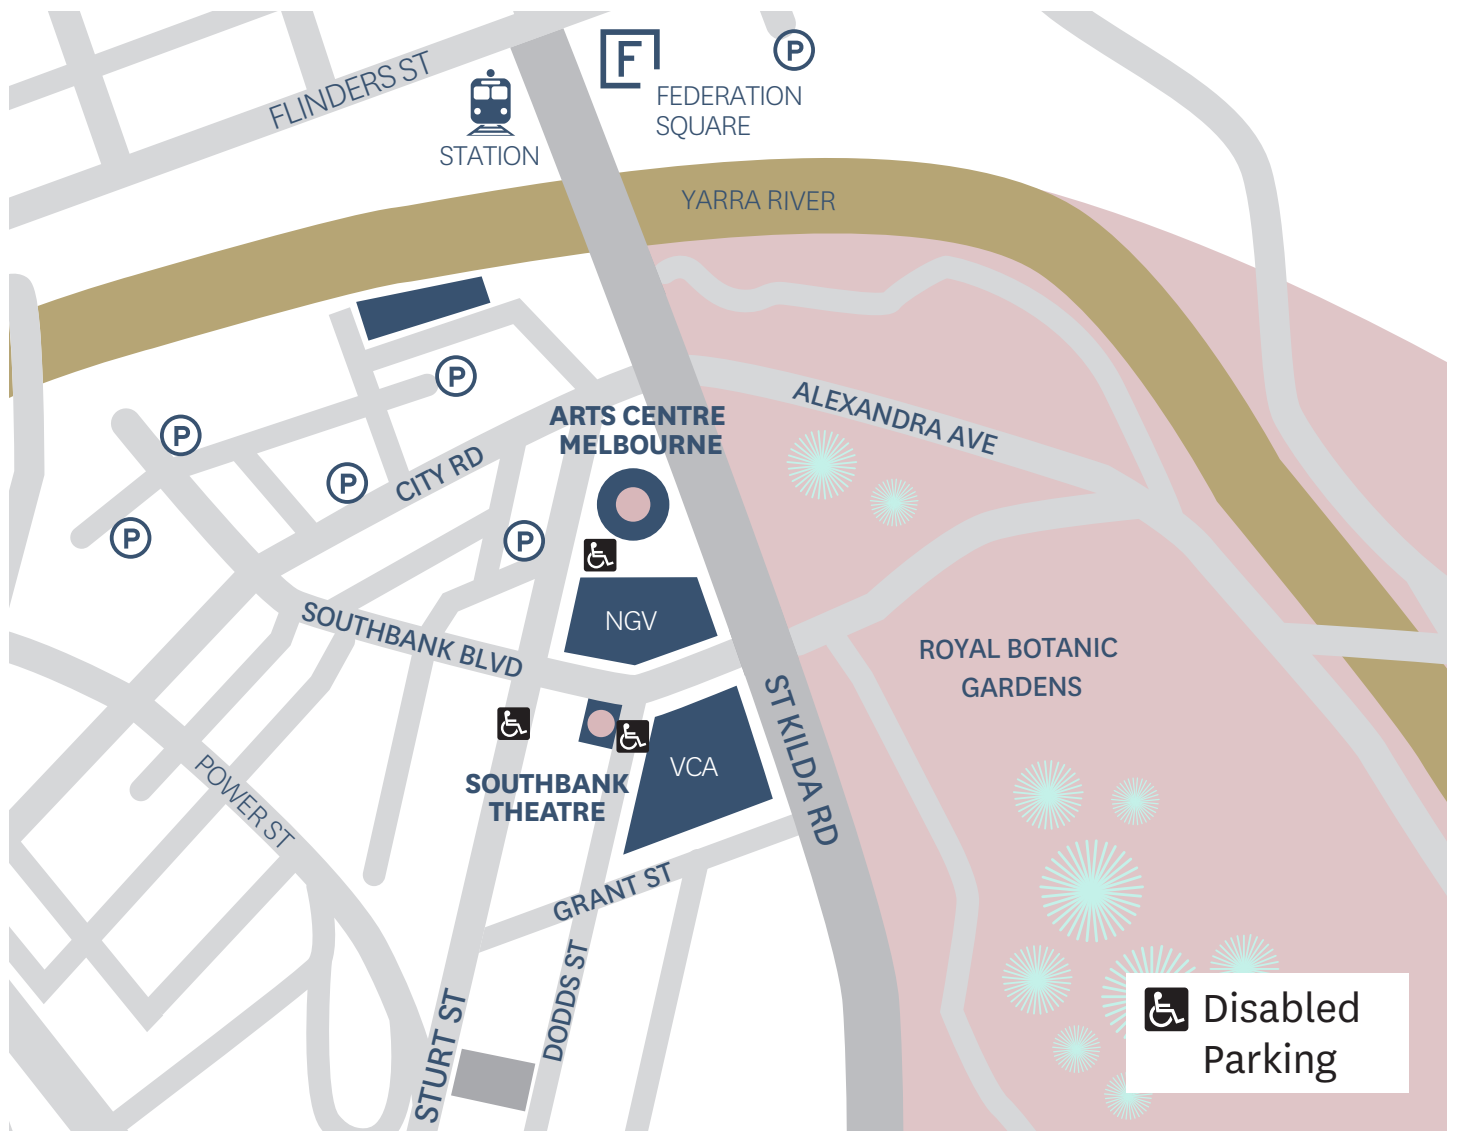 FLINDERS ST
STATION
F
FEDERATION
SQUARE
P
YARRA RIVER
P
P
P
P
P
CITY RD
ARTS CENTRE
MELBOURNE
ALEXANDRA AVE
NGV
SOUTHBANK BLVD
ROYAL BOTANIC
GARDENS
ST KILDA RD
VCA
SOUTHBANK
THEATRE
POWER ST
GRANT ST
DODDS ST
STURT ST
Disabled
Parking